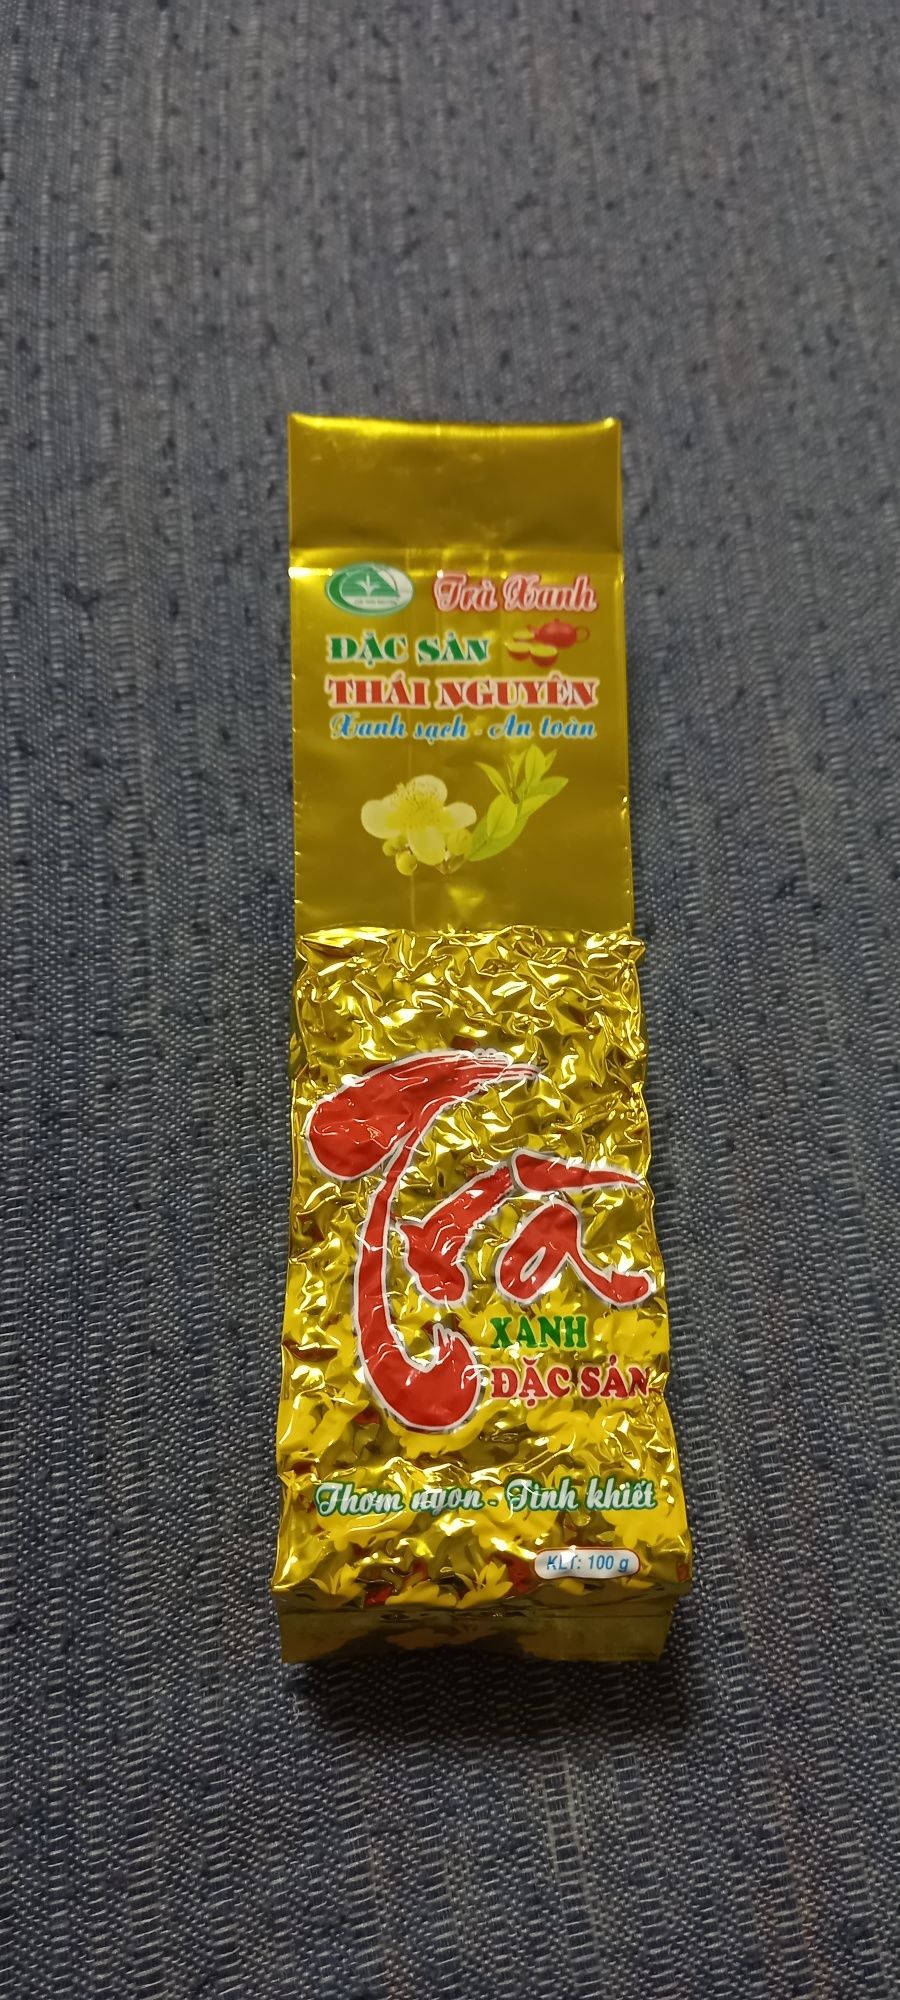 Trà Xanh
ĐẶC SẢN
THÁI NGUYÊN
Xanh sạch - An toàn
Trà
XANH
ĐẶC SẢN
Thơm ngon - Tinh khiết
KLT: 100 g